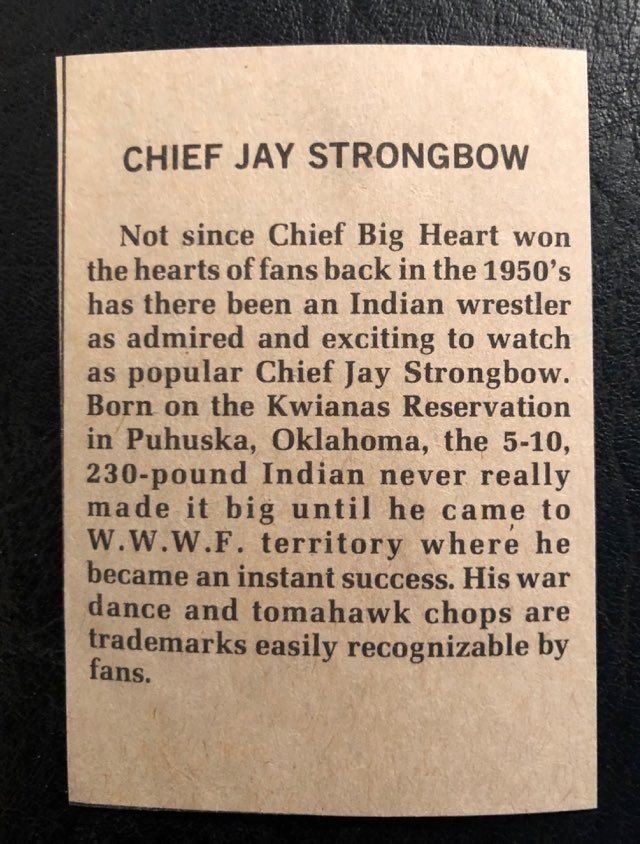 CHIEF JAY STRONGBOW
Not since Chief Big Heart won
the hearts of fans back in the 1950's
has there been an Indian wrestler
as admired and exciting to watch
as popular Chief Jay Strongbow.
Born on the Kwianas Reservation
in Puhuska, Oklahoma, the 5-10,
230-pound Indian never really
made it big until he came to
W.W.W.F. territory where he
became an instant success. His war
dance and tomahawk chops are
trademarks easily recognizable by
fans.